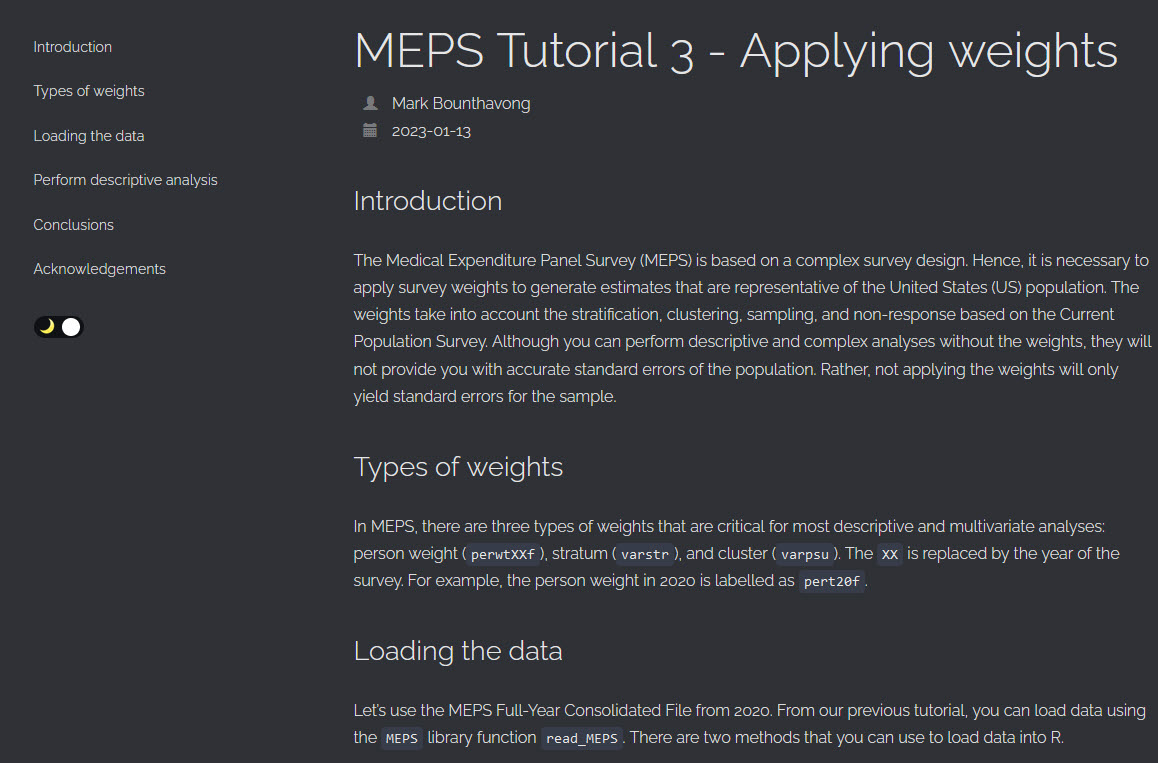 Introduction
Types of weights
Loading the data
Perform descriptive analysis
Conclusions
Acknowledgements
MEPS Tutorial 3 - Applying weights
Mark Bounthavong
2023-01-13
Introduction
The Medical Expenditure Panel Survey (MEPS) is based on a complex survey design. Hence, it is necessary to
apply survey weights to generate estimates that are representative of the United States (US) population. The
weights take into account the stratification, clustering, sampling, and non-response based on the Current
Population Survey. Although you can perform descriptive and complex analyses without the weights, they will
not provide you with accurate standard errors of the population. Rather, not applying the weights will only
yield standard errors for the sample.
Types of weights
In MEPS, there are three types of weights that are critical for most descriptive and multivariate analyses:
person weight (perwtXXf), stratum (varstr), and cluster (varpsu). The XX is replaced by the year of the
survey. For example, the person weight in 2020 is labelled as pert20f.
Loading the data
Let's use the MEPS Full-Year Consolidated File from 2020. From our previous tutorial, you can load data using
the MEPS library function read_MEPS. There are two methods that you can use to load data into R.